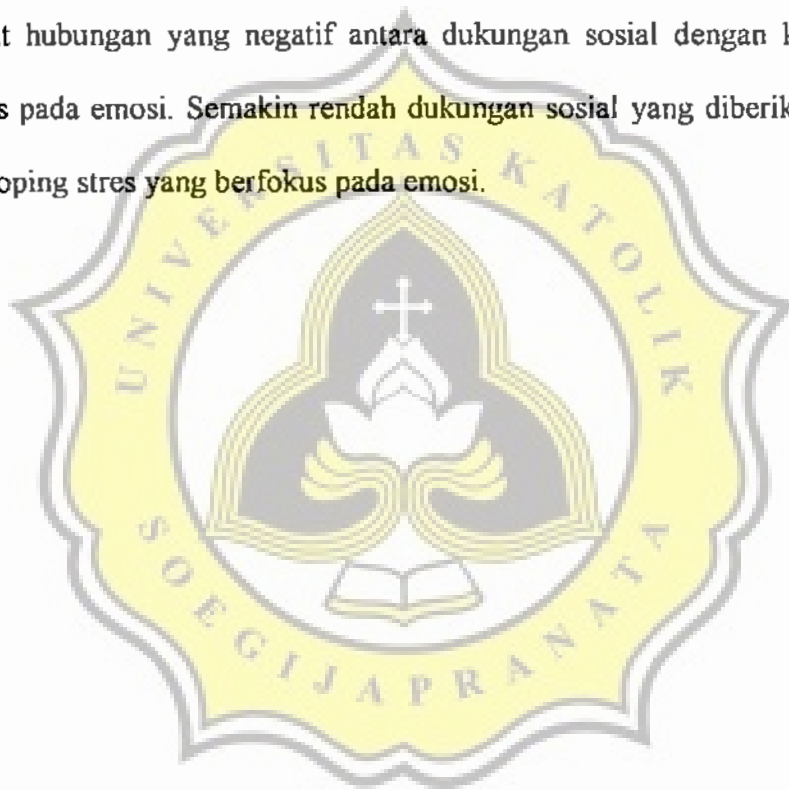 t hubungan yang negatif antara dukungan sosial dengan k
s pada emosi. Semakin rendah dukungan sosial yang diberik
oping stres yang berfokus pada emosi.
UNIVERSITAS KATOLIK
SOEGIJAPRANATA